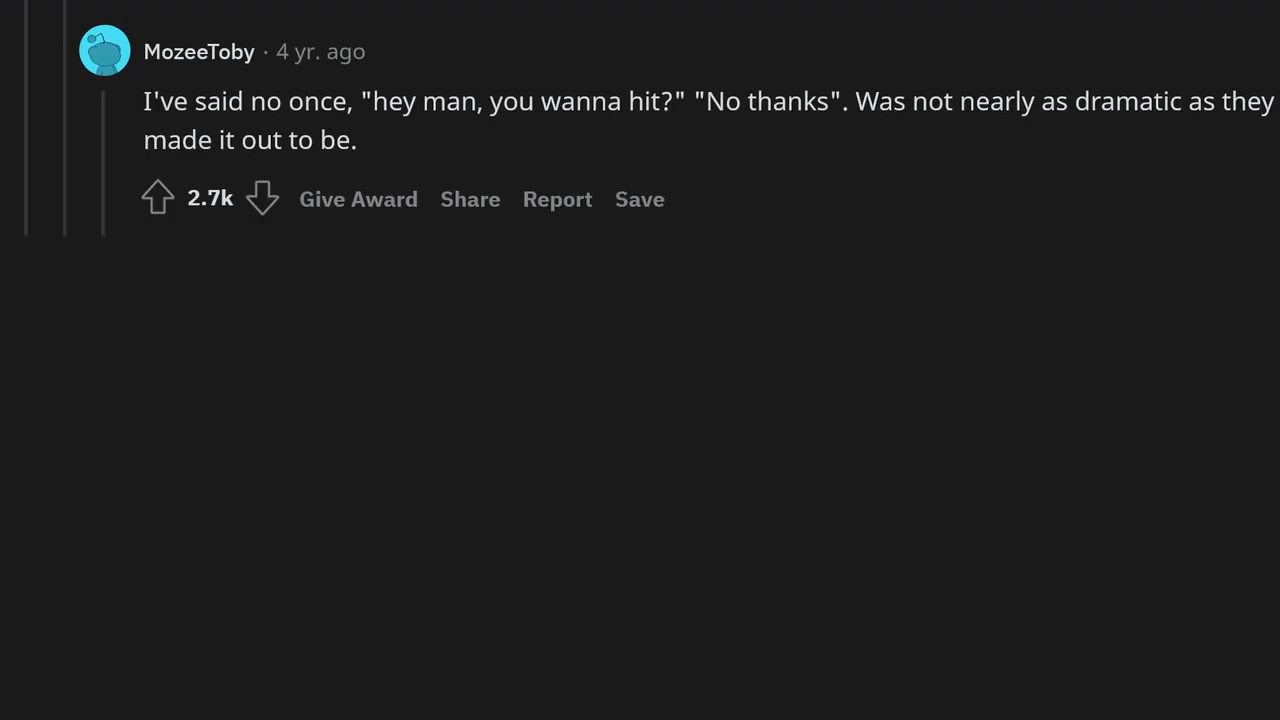 MozeeToby · 4 yr. ago
I've said no once, "hey man, you wanna hit?" "No thanks". Was not nearly as dramatic as they
made it out to be.
2.7k Give Award Share Report Save